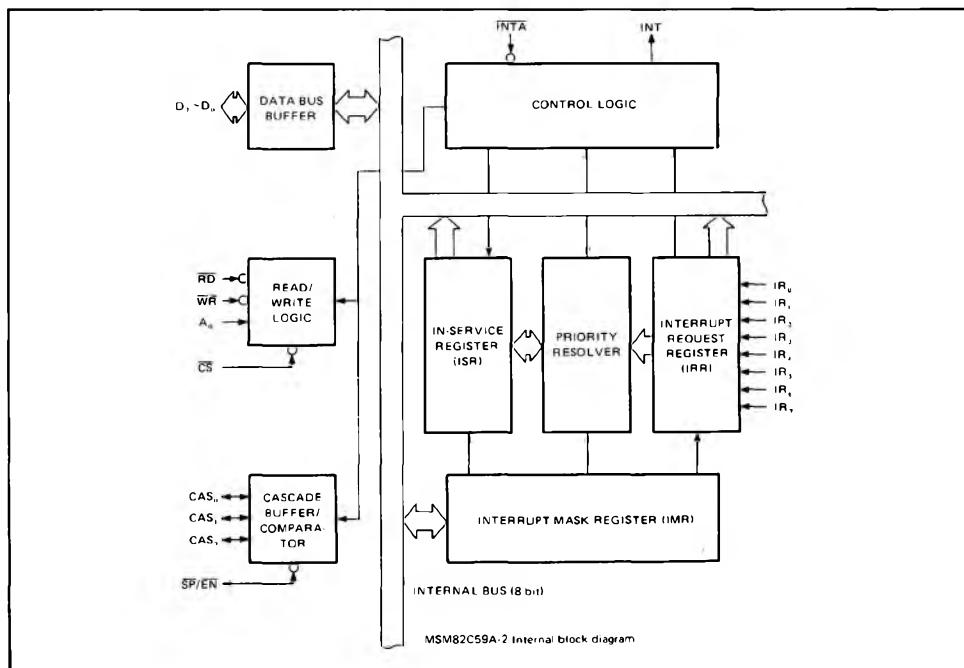 INTA
INT
D₇ ~D₀
DATA BUS
BUFFER
CONTROL LOGIC
RD
WR
A₀
CS
READ/
WRITE
LOGIC
IN-SERVICE
REGISTER
(ISR)
PRIORITY
RESOLVER
INTERRUPT
REQUEST
REGISTER
(IRR)
IR₀
IR₁
IR₂
IR₃
IR₄
IR₅
IR₆
IR₇
CAS₀
CAS₁
CAS₂
SP/EN
CASCADE
BUFFER/
COMPARA-
TOR
INTERRUPT MASK REGISTER (IMR)
INTERNAL BUS (8 bit)
MSM82C59A-2 Internal block diagram